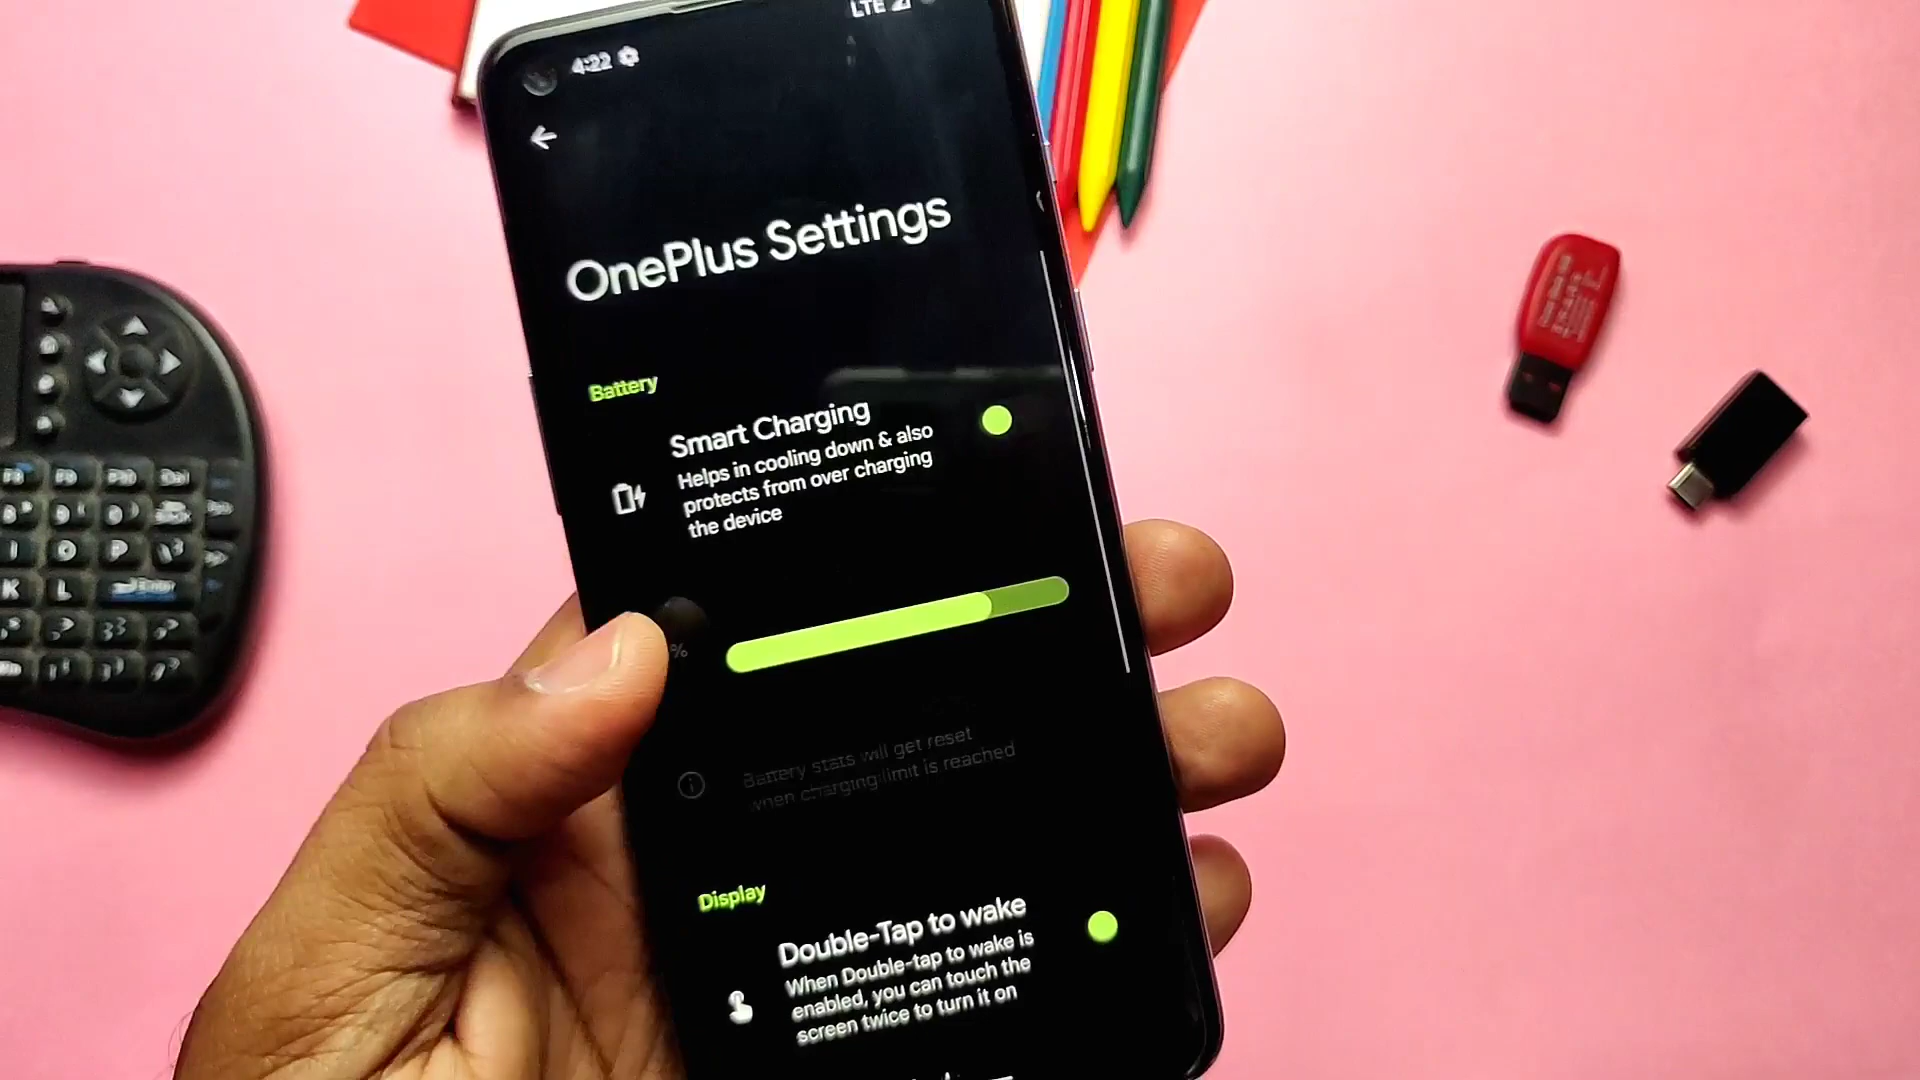 4:22
LTE
OnePlus Settings
Battery
Smart Charging
Helps in cooling down & also
protects from over charging
the device
%
Battery stats will get reset
when charging limit is reached
Display
Double-Tap to wake
When Double-tap to wake is
enabled, you can touch the
screen twice to turn it on
I O P
K L Enter